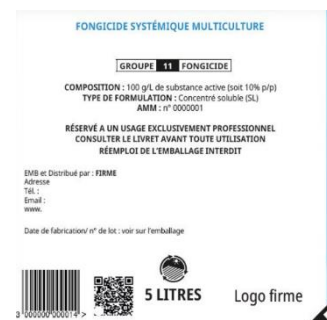 FONGICIDE SYSTÉMIQUE MULTICULTURE
GROUPE 11 FONGICIDE
COMPOSITION : 100 g/L de substance active (soit 10% p/p)
TYPE DE FORMULATION : Concentré soluble (SL)
AMM : n° 0000001
RÉSERVÉ A UN USAGE EXCLUSIVEMENT PROFESSIONNEL
CONSULTER LE LIVRET AVANT TOUTE UTILISATION
RÉEMPLOI DE L'EMBALLAGE INTERDIT
EMB et Distribué par : FIRME
Adresse
Tél. :
Email :
www.
Date de fabrication/ n° de lot : voir sur l'emballage
5 LITRES
Logo firme
3 000000 000014 >